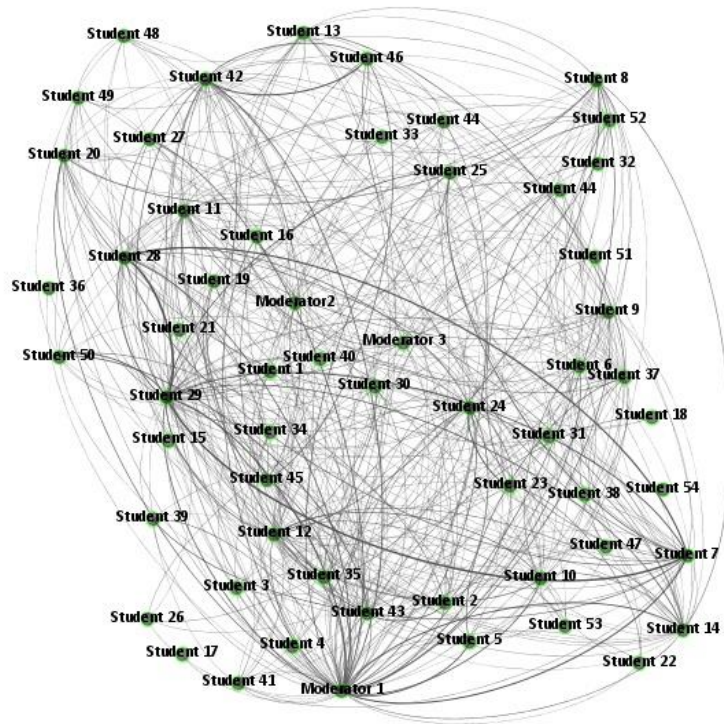 Student 48
Student 13
Student 46
Student 42
Student 8
Student 49
Student 52
Student 44
Student 27
Student 33
Student 20
Student 32
Student 25
Student 44
Student 11
Student 16
Student 28
Student 51
Student 19
Student 36
Moderator2
Student 9
Student 21
Moderator 3
Student 50
Student 40
Student 6
Student 1
Student 37
Student 30
Student 29
Student 24
Student 18
Student 34
Student 31
Student 15
Student 45
Student 23
Student 54
Student 38
Student 39
Student 12
Student 47
Student 7
Student 35
Student 10
Student 3
Student 2
Student 43
Student 26
Student 53
Student 14
Student 4
Student 5
Student 17
Student 22
Student 41
Moderator 1